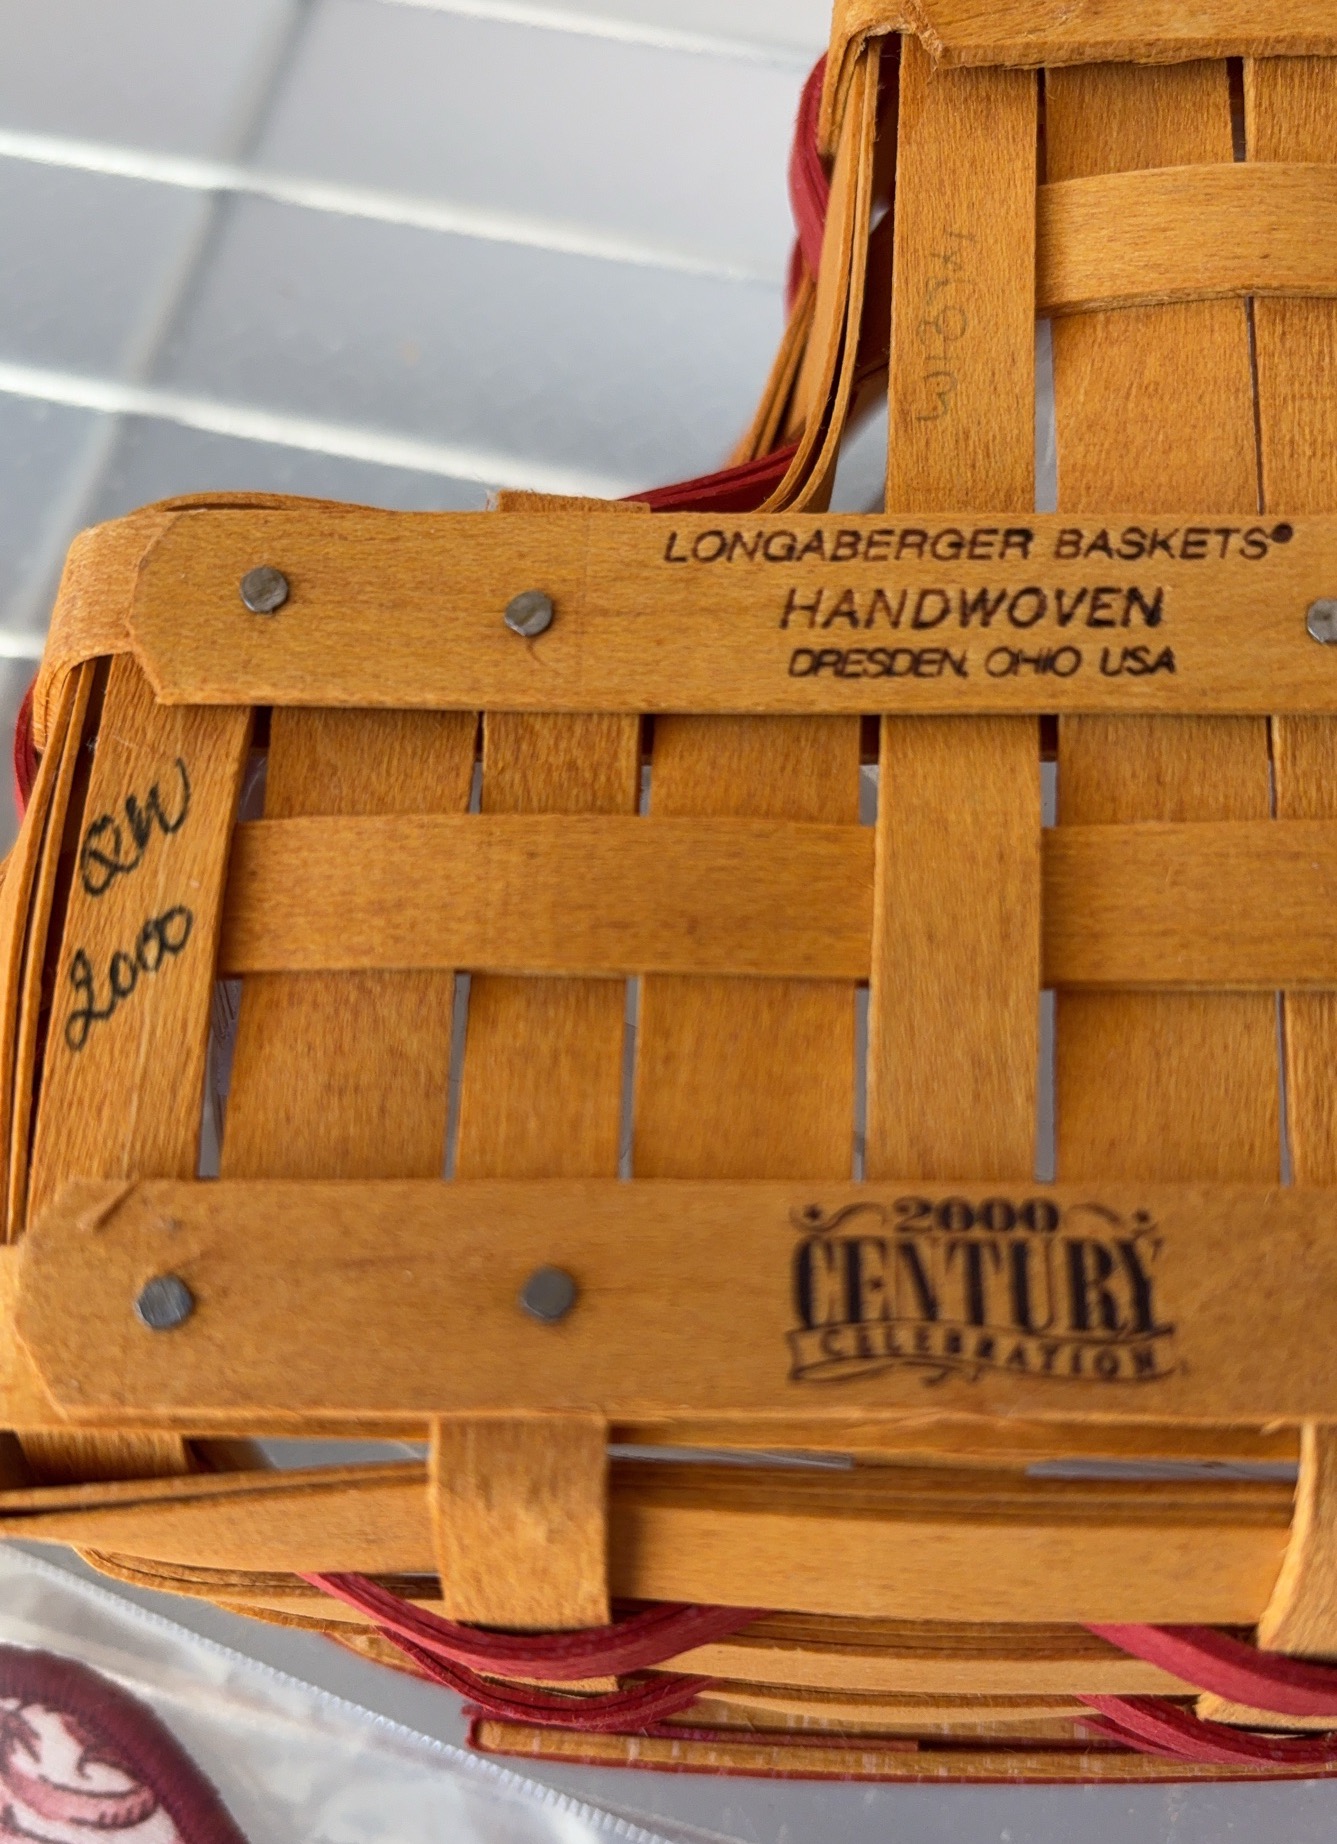 LONGABERGER BASKETS®
HANDWOVEN
DRESDEN, OHIO USA
2000
2000
CENTURY
CELEBRATION